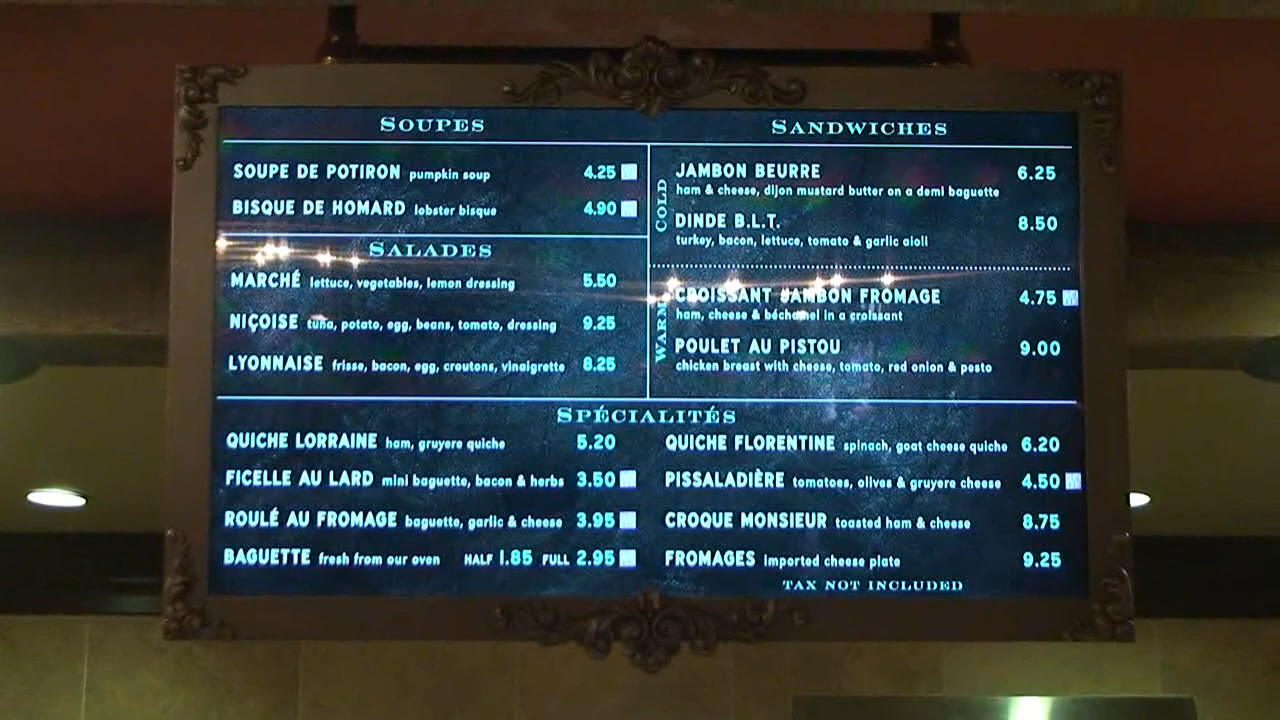 SOUPES
SOUPE DE POTIRON pumpkin soup 4.25
BISQUE DE HOMARD lobster bisque 4.90
SALADES
MARCHÉ lettuce, vegetables, lemon dressing 5.50
NIÇOISE tuna, potato, egg, beans, tomato, dressing 9.25
LYONNAISE frisse, bacon, egg, croutons, vinaigrette 8.25
SANDWICHES
COLD
JAMBON BEURRE 6.25
ham & cheese, dijon mustard butter on a demi baguette
DINDE B.L.T. 8.50
turkey, bacon, lettuce, tomato & garlic aioli
WARM
CROISSANT JAMBON FROMAGE 4.75
ham, cheese & béchamel in a croissant
POULET AU PISTOU 9.00
chicken breast with cheese, tomato, red onion & pesto
SPÉCIALITÉS
QUICHE LORRAINE ham, gruyere quiche 5.20
FICELLE AU LARD mini baguette, bacon & herbs 3.50
ROULÉ AU FROMAGE baguette, garlic & cheese 3.95
BAGUETTE fresh from our oven HALF 1.85 FULL 2.95
QUICHE FLORENTINE spinach, goat cheese quiche 6.20
PISSALADIÈRE tomatoes, olives & gruyere cheese 4.50
CROQUE MONSIEUR toasted ham & cheese 8.75
FROMAGES imported cheese plate 9.25
TAX NOT INCLUDED